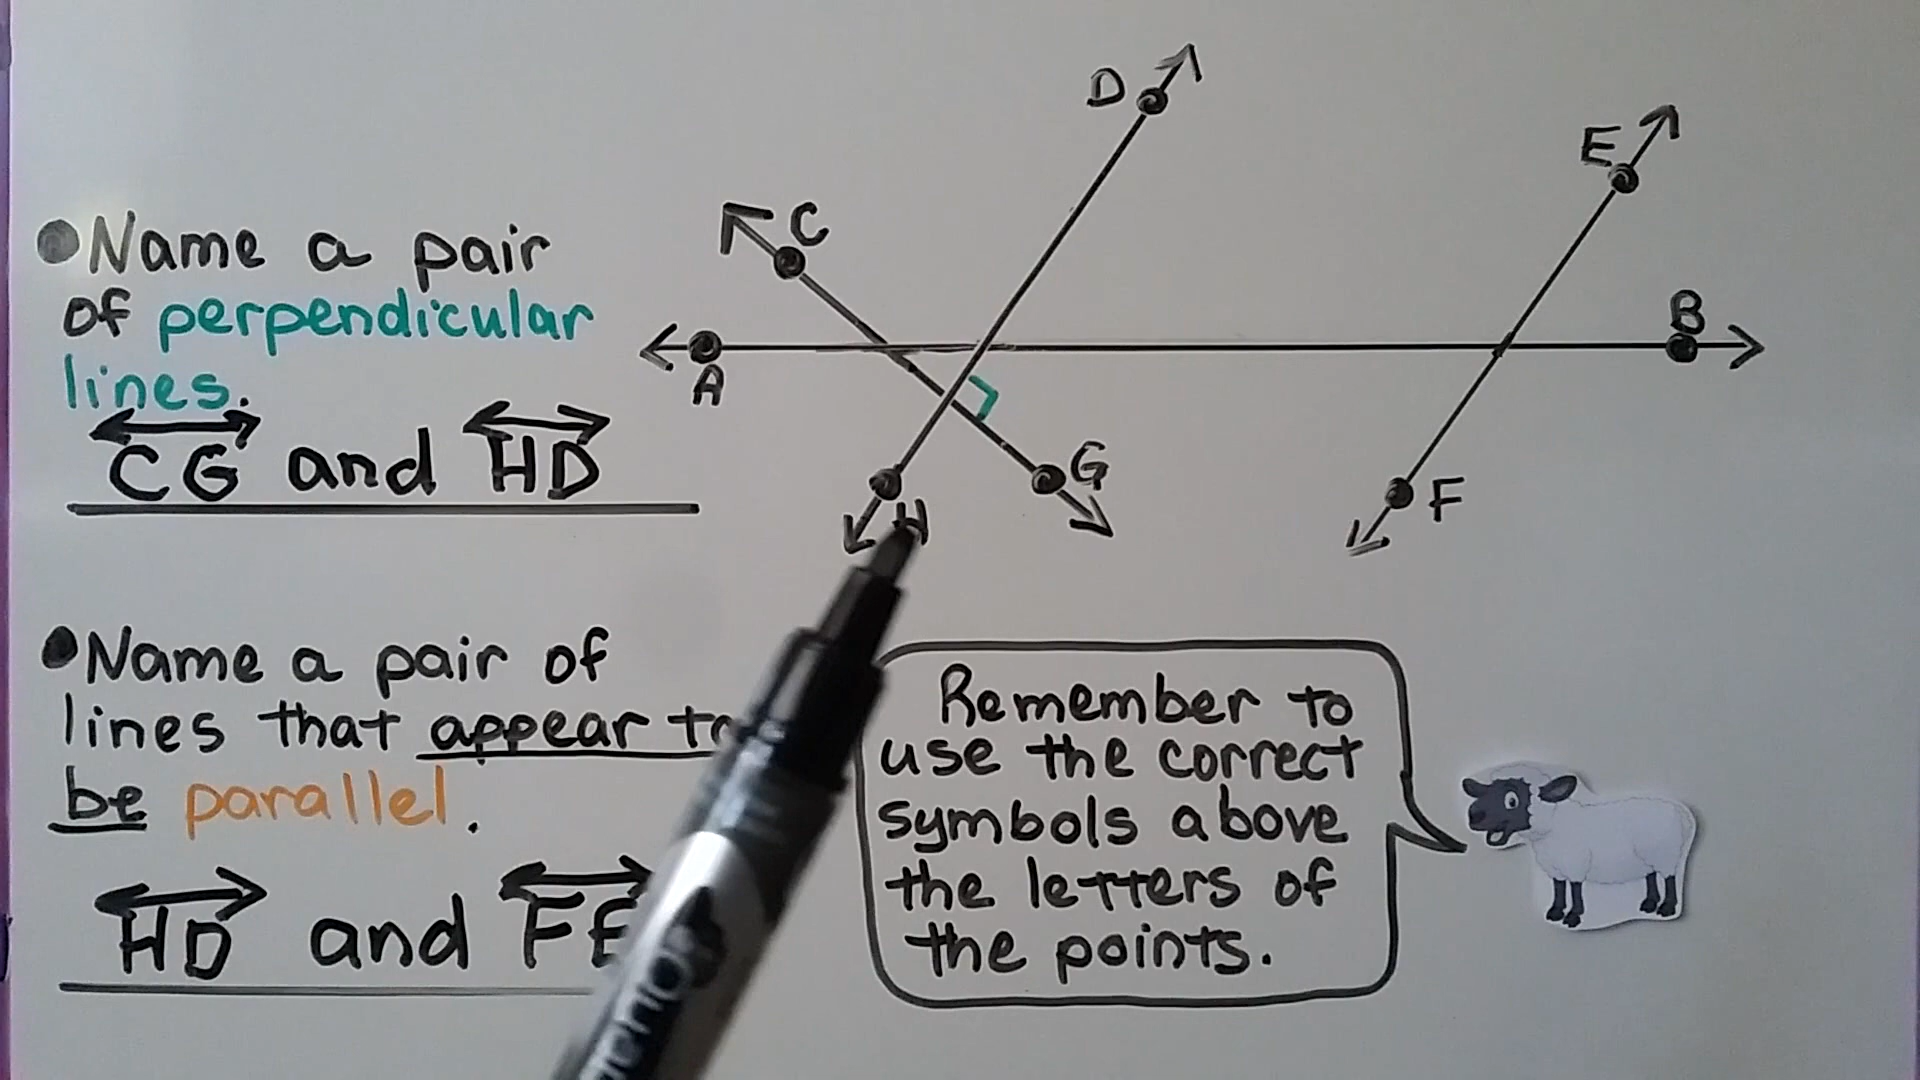 Name a pair
of perpendicular
lines.
CG and HD
Name a pair of
lines that appear to
be parallel.
HD and FE
D
E
C
B
A
G
F
H
Remember to
use the correct
symbols above
the letters of
the points.